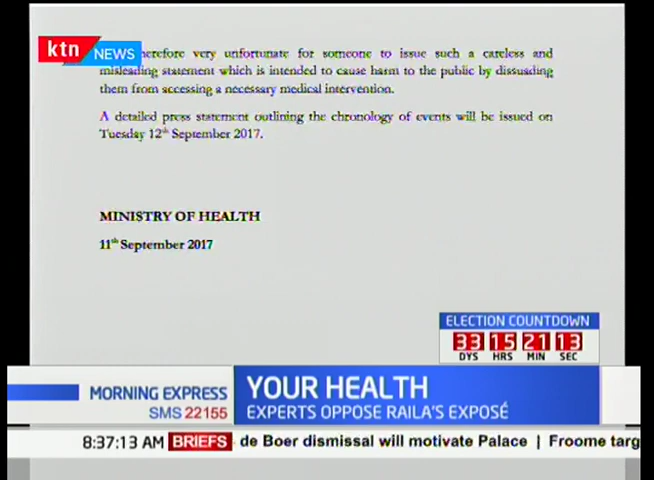 ktn NEWS
very unfortunate for someone to issue such a careless and
misleading statement which is intended to cause harm to the public by dissuading
them from accessing a necessary medical intervention.
A detailed press statement outlining the chronology of events will be issued on
Tuesday 12th September 2017.
MINISTRY OF HEALTH
11th September 2017
ELECTION COUNTDOWN
33 15 21 13
DYS HRS MIN SEC
MORNING EXPRESS
SMS 22155
YOUR HEALTH
EXPERTS OPPOSE RAILA'S EXPOSÉ
8:37:13 AM BRIEFS de Boer dismissal will motivate Palace | Froome targ